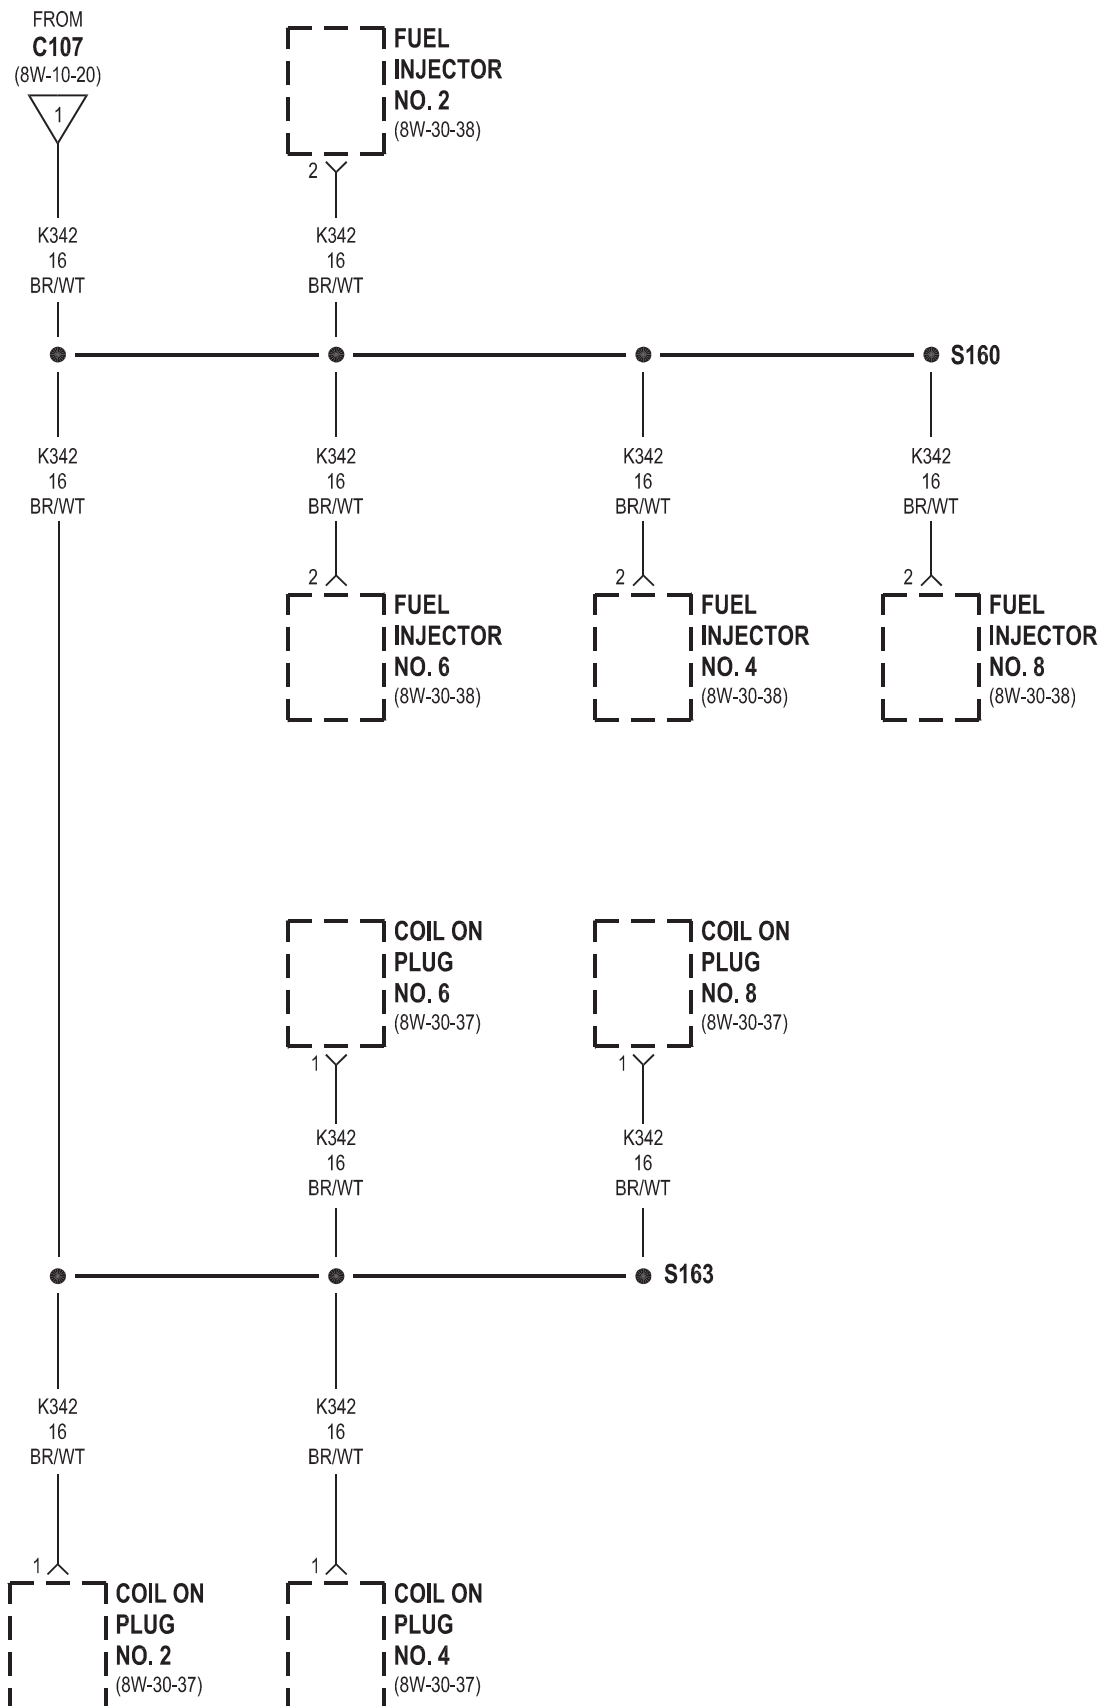 FROM
C107
(8W-10-20)
1
FUEL
INJECTOR
NO. 2
(8W-30-38)
2
K342
16
BR/WT
K342
16
BR/WT
S160
K342
16
BR/WT
K342
16
BR/WT
K342
16
BR/WT
K342
16
BR/WT
2
FUEL
INJECTOR
NO. 6
(8W-30-38)
2
FUEL
INJECTOR
NO. 4
(8W-30-38)
2
FUEL
INJECTOR
NO. 8
(8W-30-38)
COIL ON
PLUG
NO. 6
(8W-30-37)
1
COIL ON
PLUG
NO. 8
(8W-30-37)
1
K342
16
BR/WT
K342
16
BR/WT
S163
K342
16
BR/WT
K342
16
BR/WT
1
COIL ON
PLUG
NO. 2
(8W-30-37)
1
COIL ON
PLUG
NO. 4
(8W-30-37)